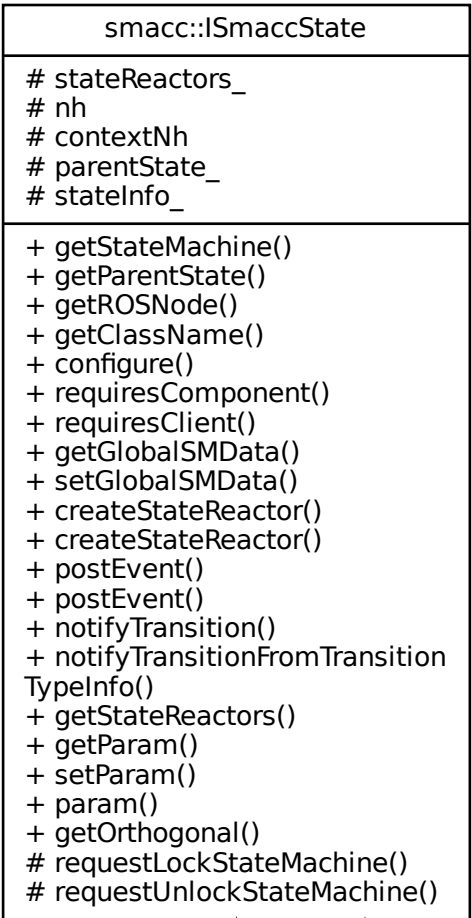 smacc::ISmaccState
# stateReactors_
# nh
# contextNh
# parentState_
# stateInfo_
+ getStateMachine()
+ getParentState()
+ getROSNode()
+ getClassName()
+ configure()
+ requiresComponent()
+ requiresClient()
+ getGlobalSMData()
+ setGlobalSMData()
+ createStateReactor()
+ createStateReactor()
+ postEvent()
+ postEvent()
+ notifyTransition()
+ notifyTransitionFromTransition
TypeInfo()
+ getStateReactors()
+ getParam()
+ setParam()
+ param()
+ getOrthogonal()
# requestLockStateMachine()
# requestUnlockStateMachine()